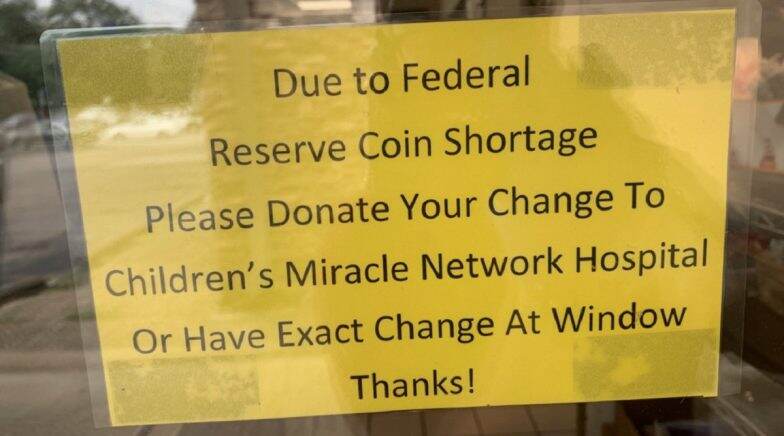 Due to Federal
Reserve Coin Shortage
Please Donate Your Change To
Children's Miracle Network Hospital
Or Have Exact Change At Window
Thanks!